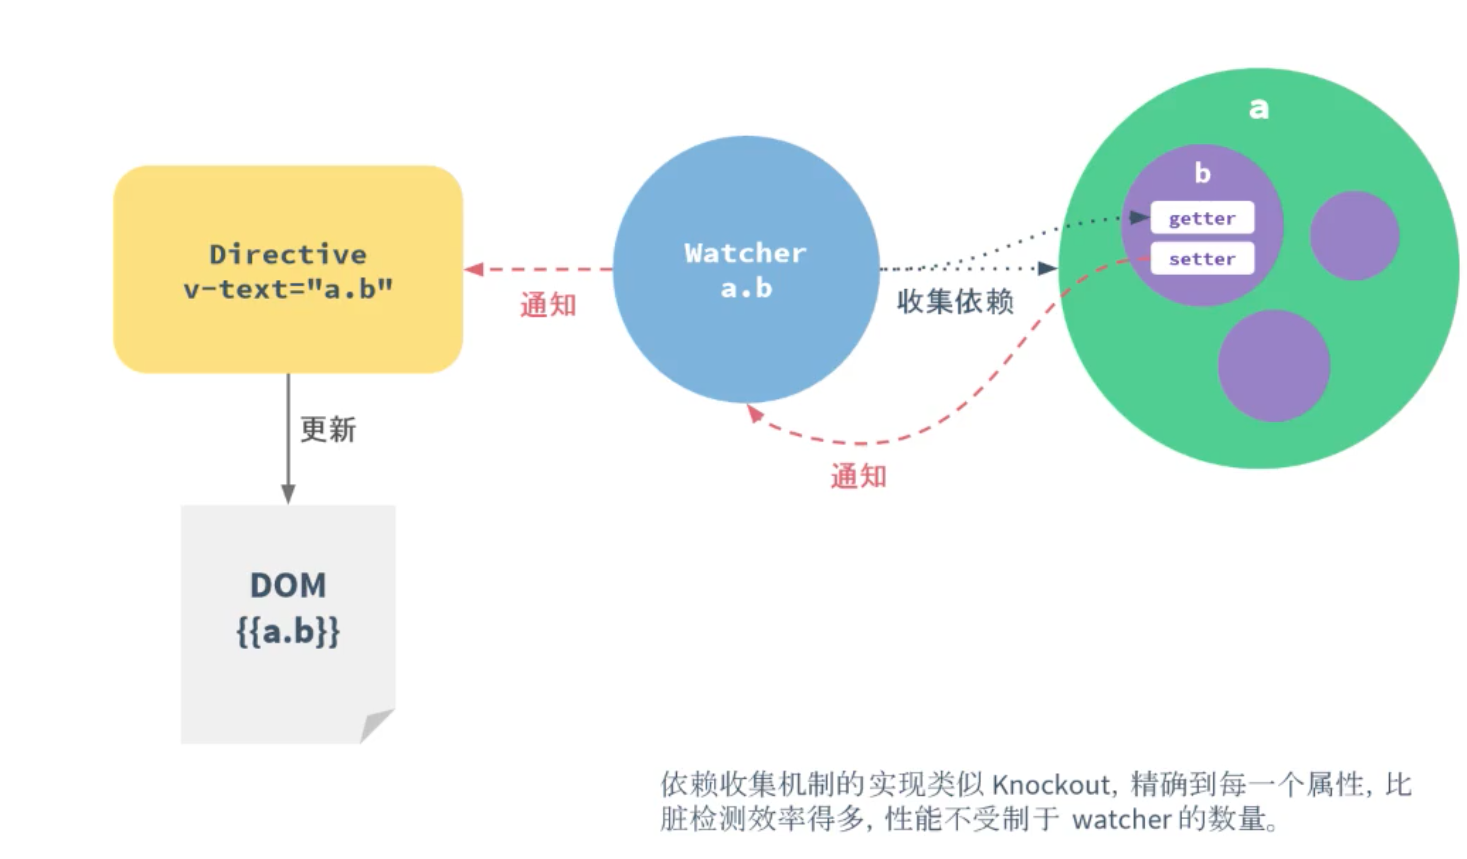 a
b
getter
setter
Directive
v-text="a.b"
Watcher
a.b
通知
收集依赖
更新
通知
DOM
{{a.b}}
依赖收集机制的实现类似 Knockout, 精确到每一个属性, 比
脏检测效率得多, 性能不受制于 watcher 的数量。